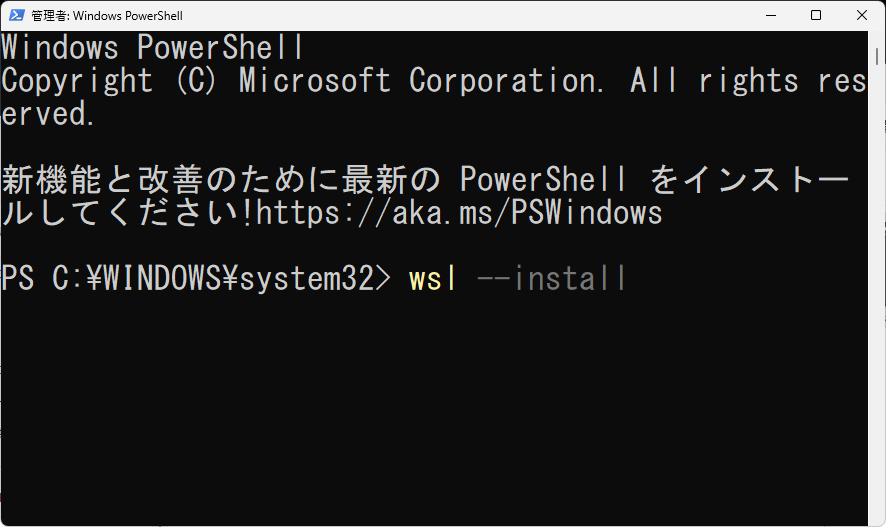 管理者: Windows PowerShell
Windows PowerShell
Copyright (C) Microsoft Corporation. All rights res
erved.
新機能と改善のために最新の PowerShell をインストー
ルしてください!https://aka.ms/PSWindows
PS C:¥WINDOWS¥system32> wsl --install